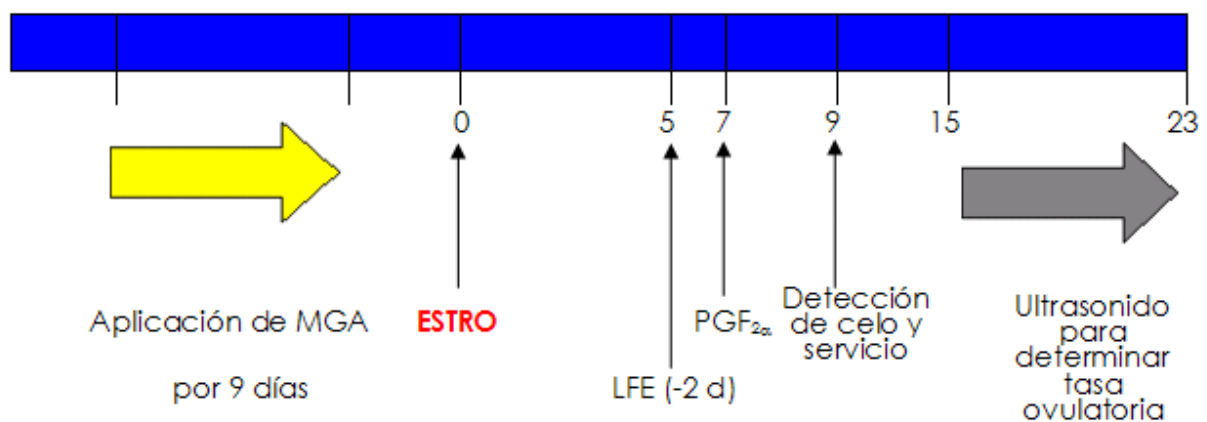 0
5
7
9
15
23
Aplicación de MGA
por 9 días
ESTRO
LFE (-2 d)
PGF₂α
Detección
de celo y
servicio
Ultrasonido
para
determinar
tasa
ovulatoria